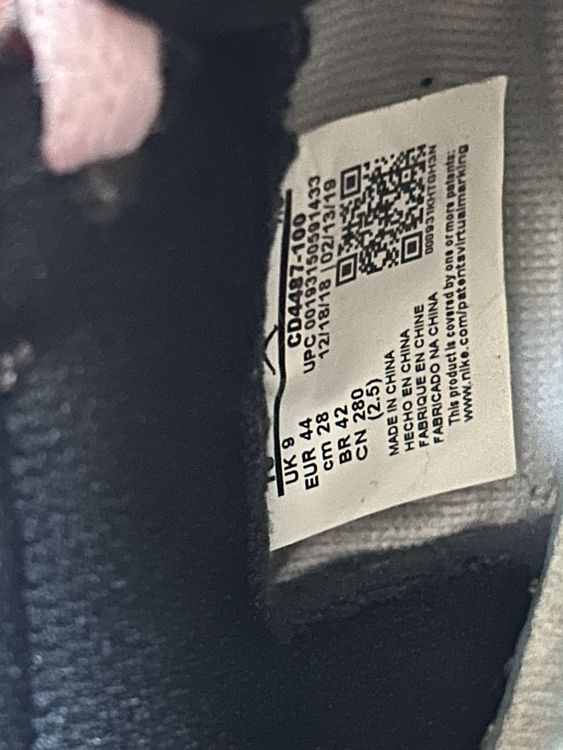 UK 9
EUR 44
cm 28
BR 42
CN 280
(2.5)
CD4487-100
UPC 00193150591433
12/18/18 02/13/19
MADE IN CHINA
HECHO EN CHINA
FABRIQUE EN CHINE
FABRICADO NA CHINA
This product is covered by one or more patents:
www.nike.com/patentsvirtualmarking